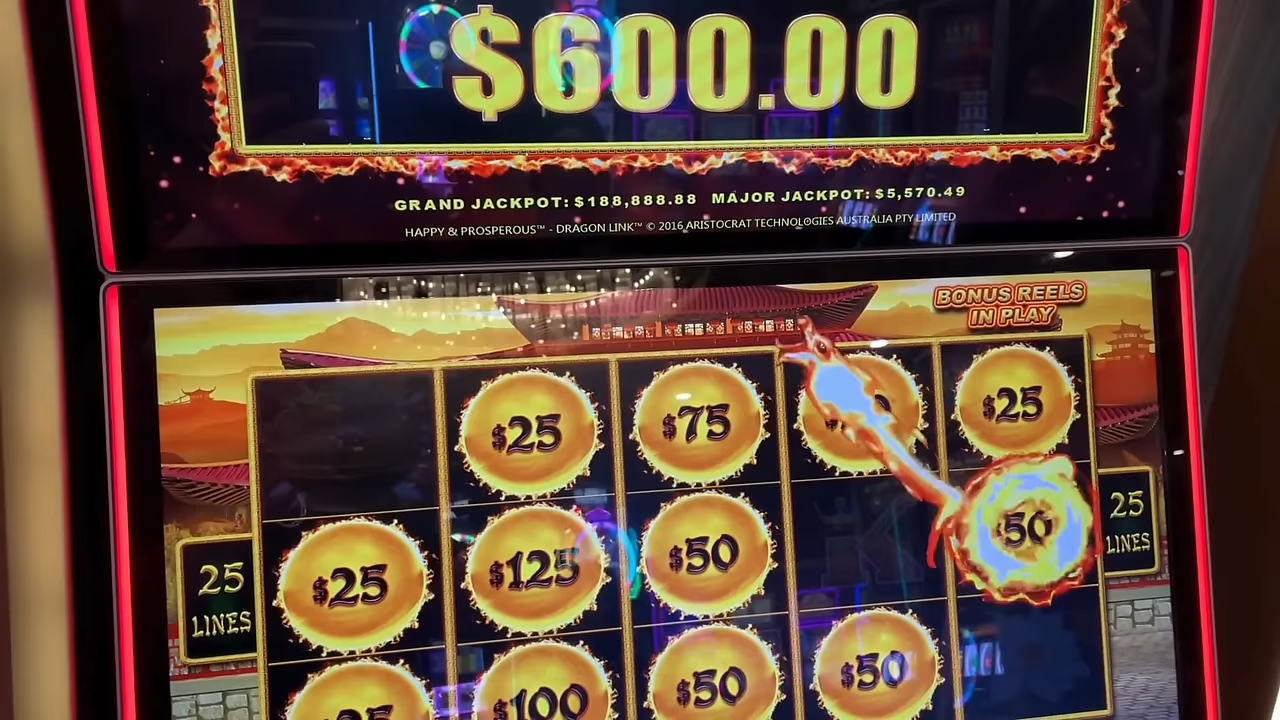 $600.00
GRAND JACKPOT: $188,888.88 MAJOR JACKPOT: $5,570.49
HAPPY & PROSPEROUS™ - DRAGON LINK™ © 2016 ARISTOCRAT TECHNOLOGIES AUSTRALIA PTY LIMITED
BONUS REELS
IN PLAY
$25 $75 $25
$25 $125 $50 $50
$100 $50 $50
25
LINES
25
LINES